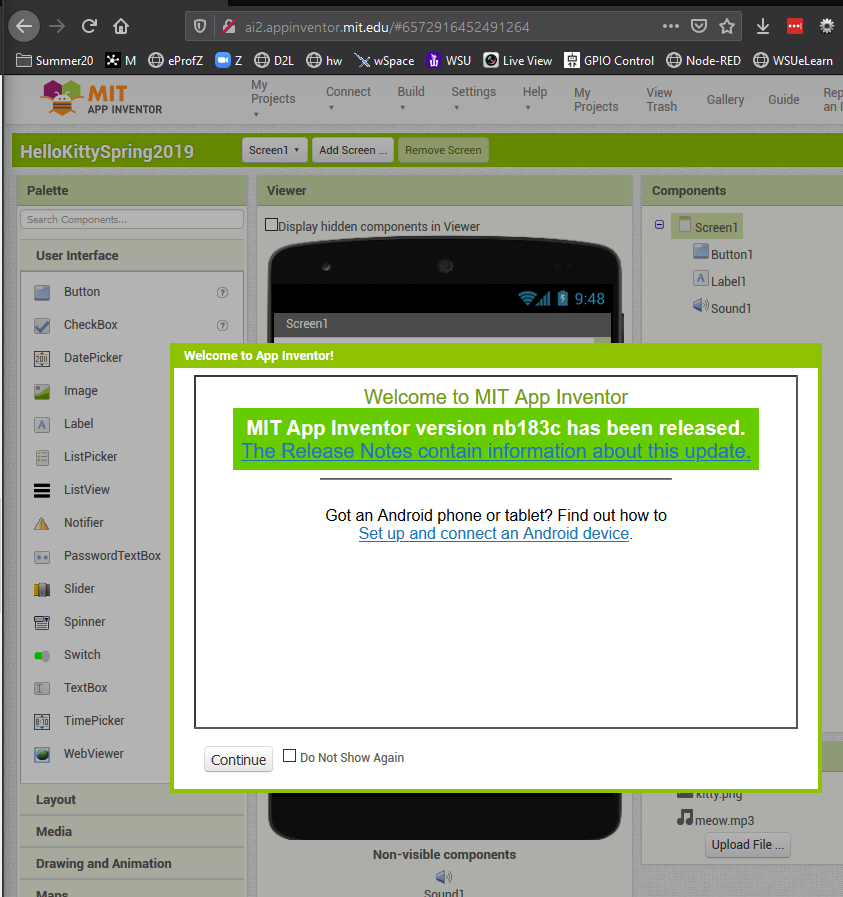 ai2.appinventor.mit.edu/#6572916452491264
Summer20 M eProfZ Z D2L hw wSpace WSU Live View GPIO Control Node-RED WSUeLearn
MIT
APP INVENTOR
My Projects Connect Build Settings Help My Projects View Trash Gallery Guide
HelloKittySpring2019 Screen1 Add Screen ... Remove Screen
Palette
Search Components...
User Interface
Button
CheckBox
DatePicker
Image
Label
ListPicker
ListView
Notifier
PasswordTextBox
Slider
Spinner
Switch
TextBox
TimePicker
WebViewer
Layout
Media
Drawing and Animation
Maps
Viewer
Display hidden components in Viewer
9:48
Screen1
Non-visible components
Sound1
Components
Screen1
Button1
Label1
Sound1
Welcome to App Inventor!
Welcome to MIT App Inventor
MIT App Inventor version nb183c has been released.
The Release Notes contain information about this update.
Got an Android phone or tablet? Find out how to
Set up and connect an Android device.
Continue Do Not Show Again
kitty.png
meow.mp3
Upload File ...